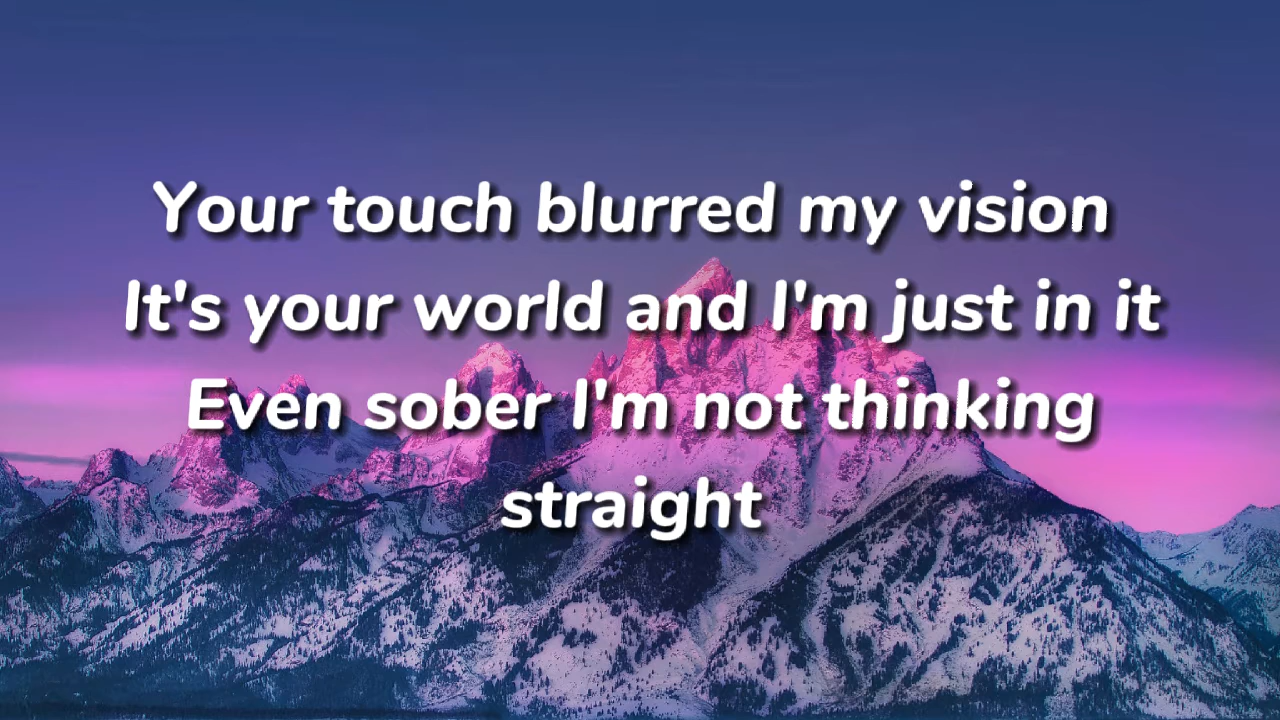 Your touch blurred my vision
It's your world and I'm just in it
Even sober I'm not thinking
straight